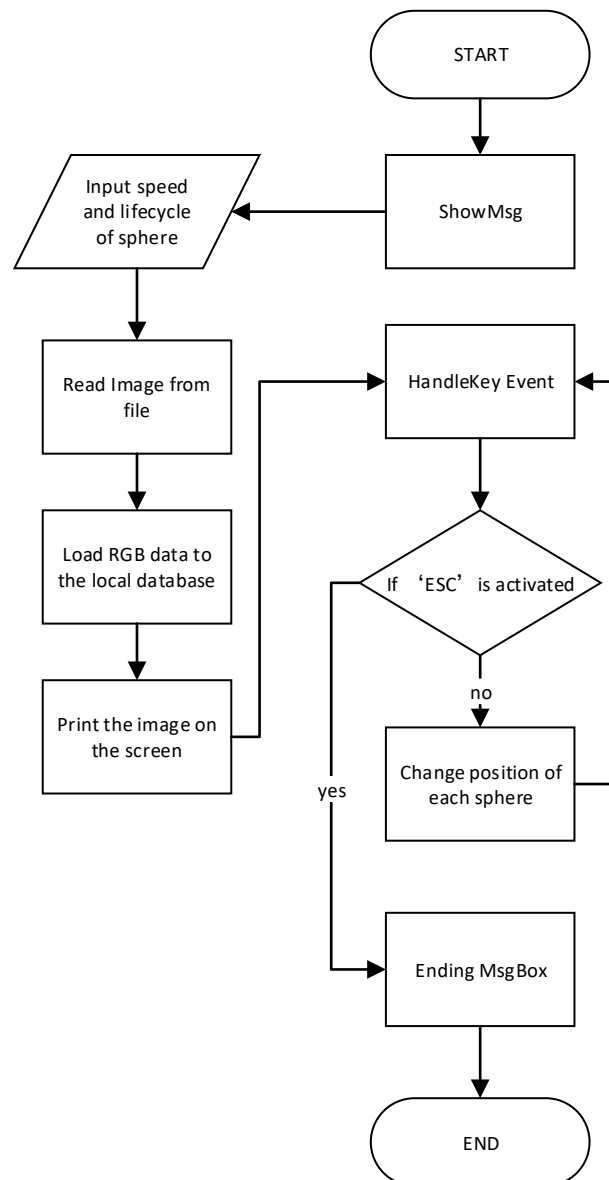 START
ShowMsg
Input speed
and lifecycle
of sphere
Read Image from
file
Load RGB data to
the local database
Print the image on
the screen
HandleKey Event
If ‘ESC’ is activated
no
Change position of
each sphere
yes
Ending MsgBox
END